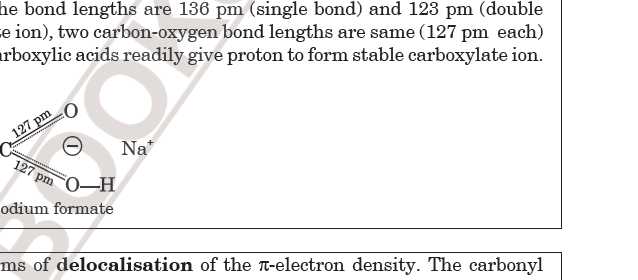 he bond lengths are 136 pm (single bond) and 123 pm (double
e ion), two carbon-oxygen bond lengths are same (127 pm each)
arboxylic acids readily give proton to form stable carboxylate ion.
127 pm O
C ⊖ Na⁺
127 pm O—H
odium formate
ms of delocalisation of the π-electron density. The carbonyl
BOOK